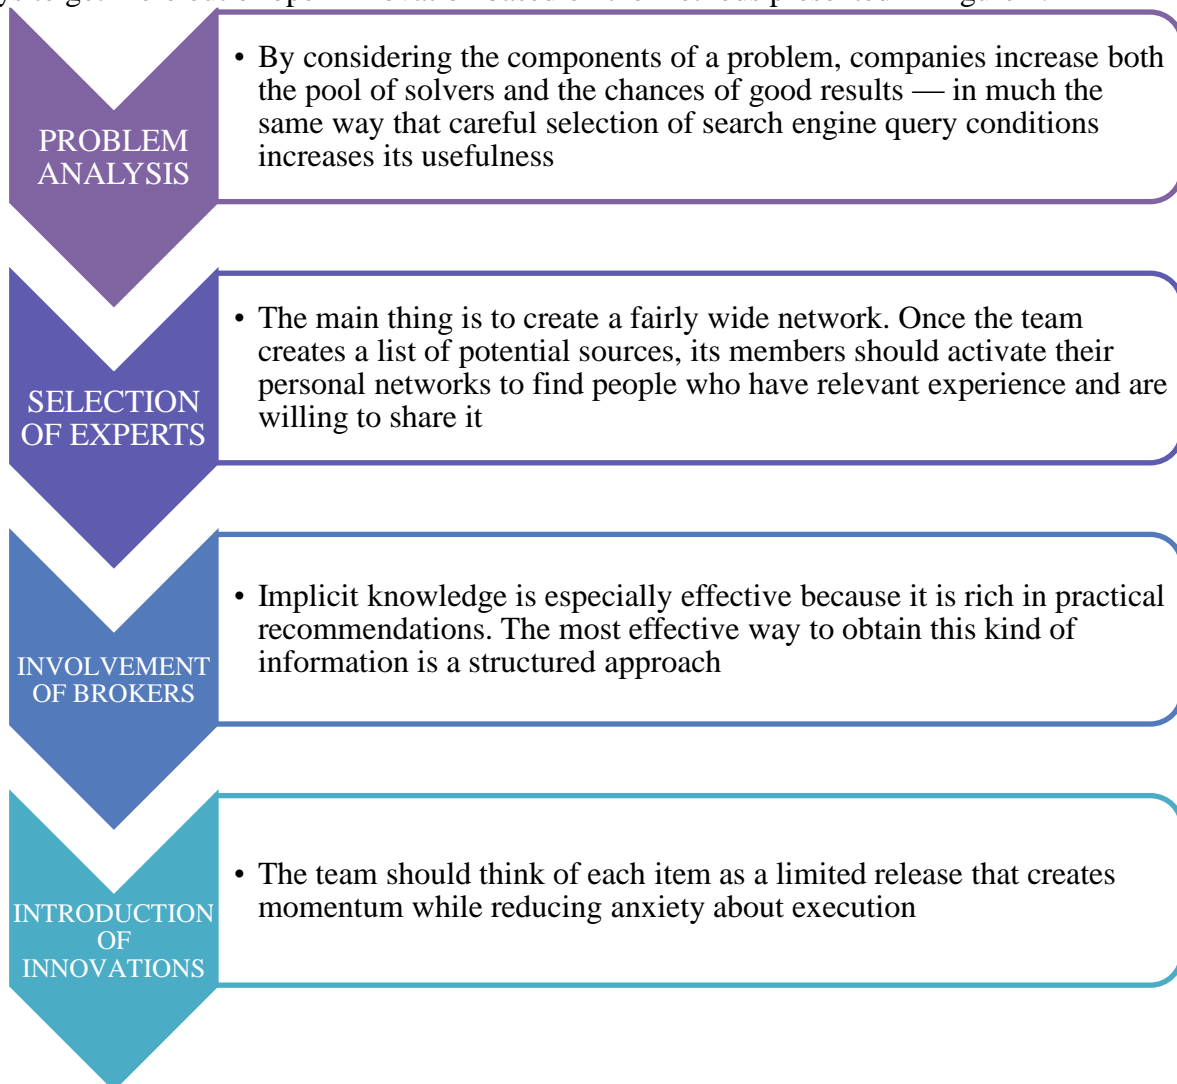 PROBLEM
ANALYSIS
• By considering the components of a problem, companies increase both
the pool of solvers and the chances of good results — in much the
same way that careful selection of search engine query conditions
increases its usefulness
SELECTION
OF EXPERTS
• The main thing is to create a fairly wide network. Once the team
creates a list of potential sources, its members should activate their
personal networks to find people who have relevant experience and are
willing to share it
INVOLVEMENT
OF BROKERS
• Implicit knowledge is especially effective because it is rich in practical
recommendations. The most effective way to obtain this kind of
information is a structured approach
INTRODUCTION
OF
INNOVATIONS
• The team should think of each item as a limited release that creates
momentum while reducing anxiety about execution